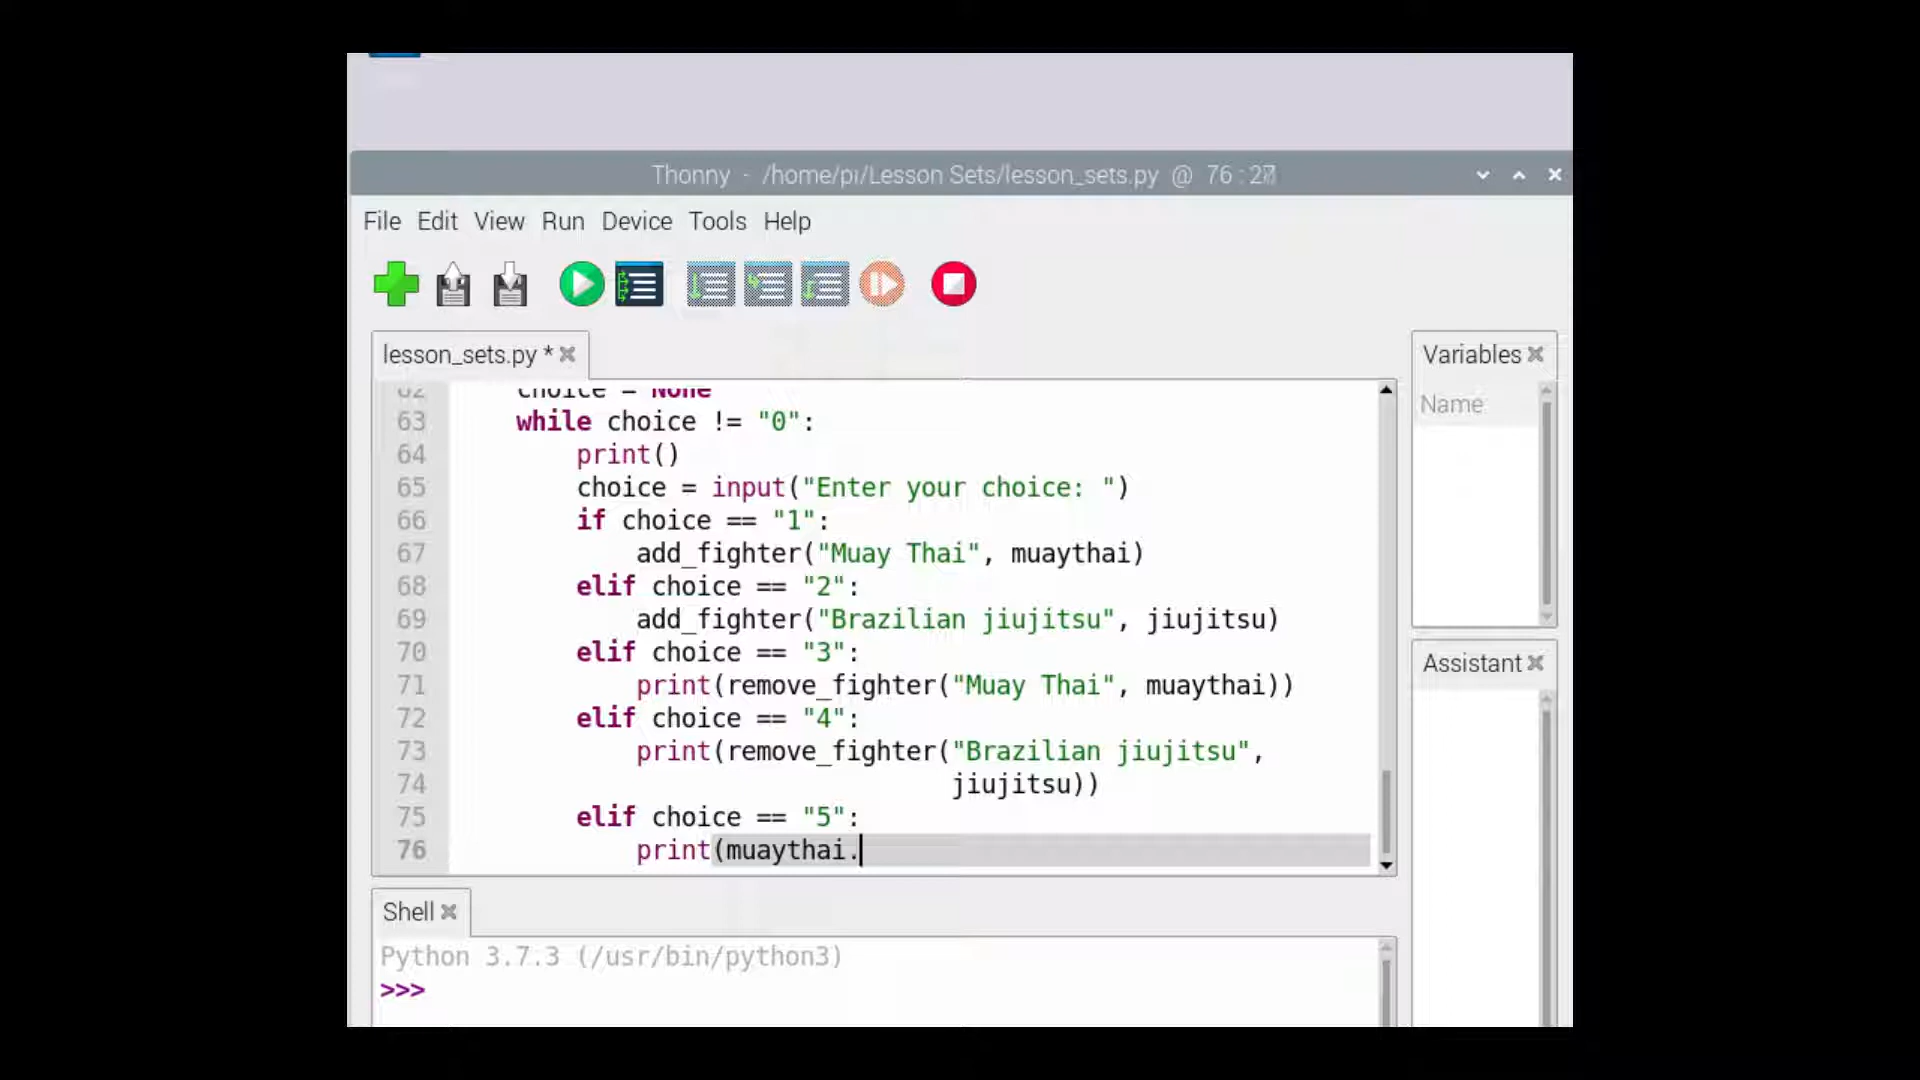 Thonny - /home/pi/Lesson Sets/lesson_sets.py @ 76 : 27
File Edit View Run Device Tools Help
lesson_sets.py *
62 choice = None
63 while choice != "0":
64 print()
65 choice = input("Enter your choice: ")
66 if choice == "1":
67 add_fighter("Muay Thai", muaythai)
68 elif choice == "2":
69 add_fighter("Brazilian jiujitsu", jiujitsu)
70 elif choice == "3":
71 print(remove_fighter("Muay Thai", muaythai))
72 elif choice == "4":
73 print(remove_fighter("Brazilian jiujitsu",
74 jiujitsu))
75 elif choice == "5":
76 print(muaythai.
Variables
Name
Assistant
Shell
Python 3.7.3 (/usr/bin/python3)
>>>